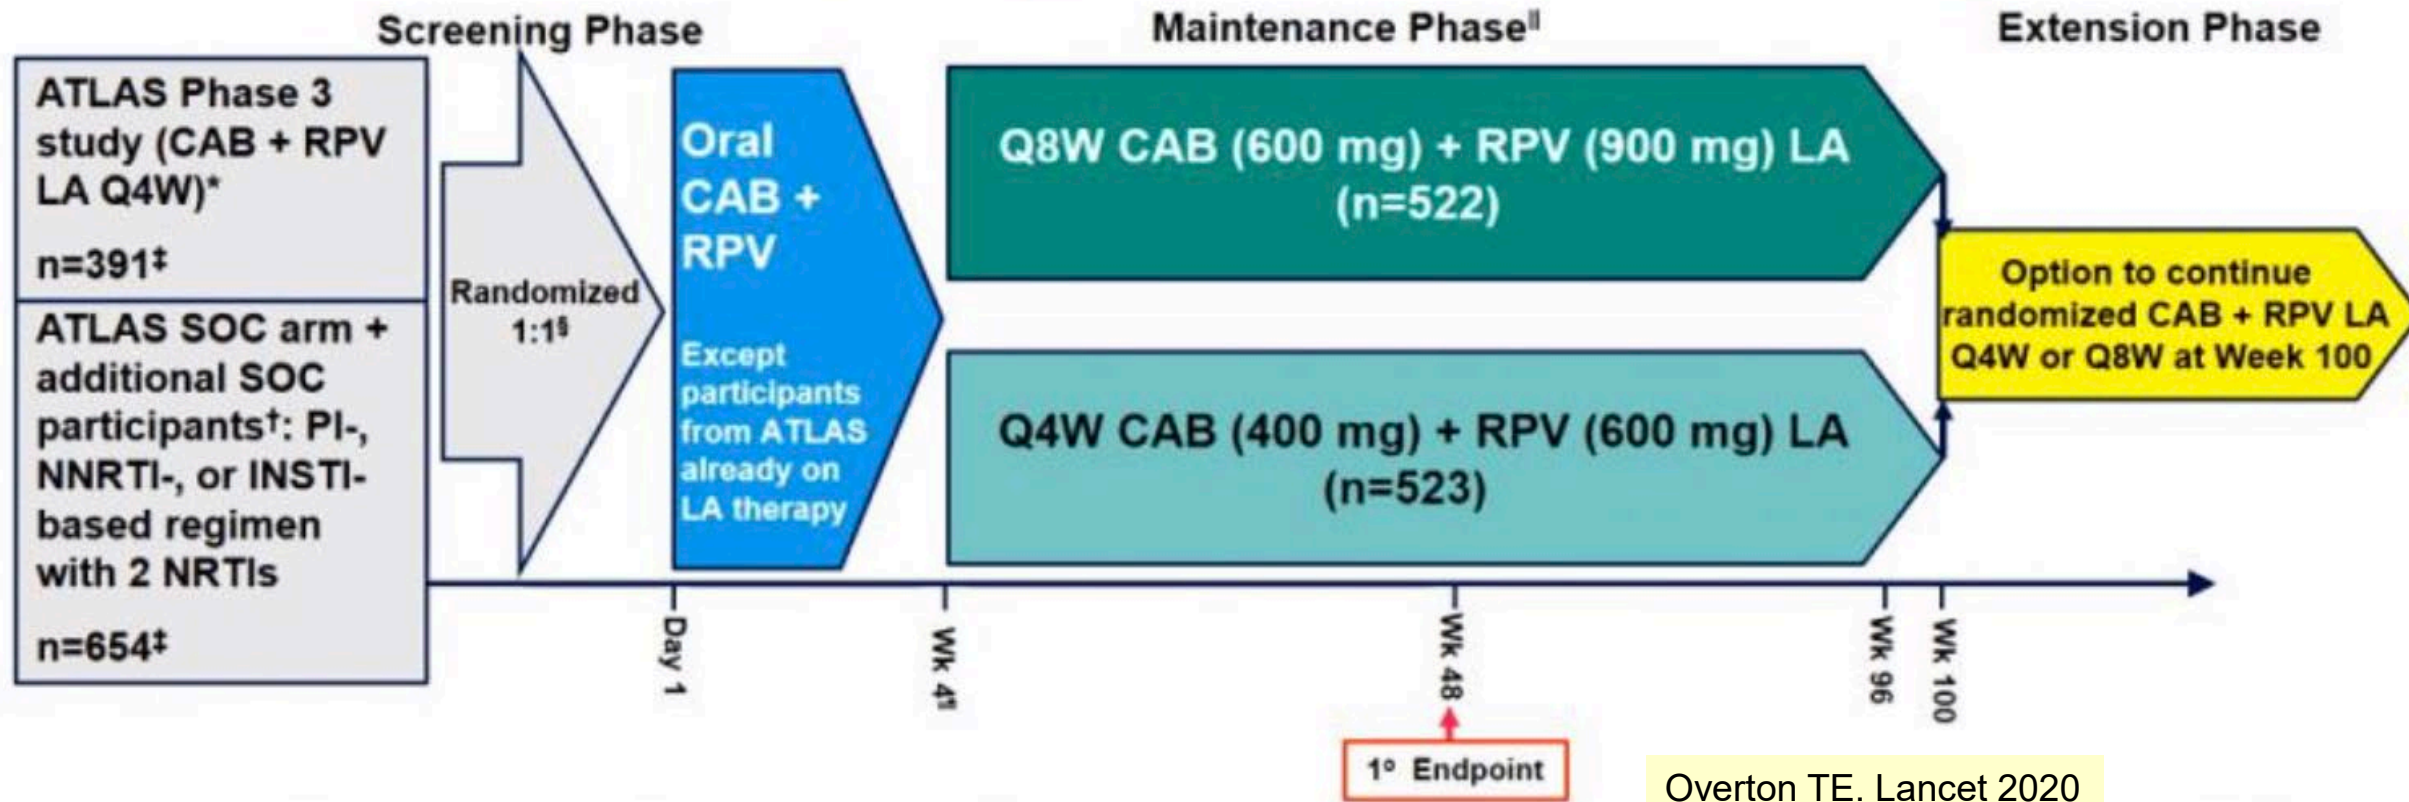 Screening Phase
Maintenance Phase||
Extension Phase
ATLAS Phase 3
study (CAB + RPV
LA Q4W)*
n=391‡
ATLAS SOC arm +
additional SOC
participants†: PI-,
NNRTI-, or INSTI-
based regimen
with 2 NRTIs
n=654‡
Randomized
1:1§
Oral
CAB +
RPV
Except
participants
from ATLAS
already on
LA therapy
Q8W CAB (600 mg) + RPV (900 mg) LA
(n=522)
Q4W CAB (400 mg) + RPV (600 mg) LA
(n=523)
Option to continue
randomized CAB + RPV LA
Q4W or Q8W at Week 100
Day 1
Wk 4¶
Wk 48
Wk 96
Wk 100
1º Endpoint
Overton TE. Lancet 2020